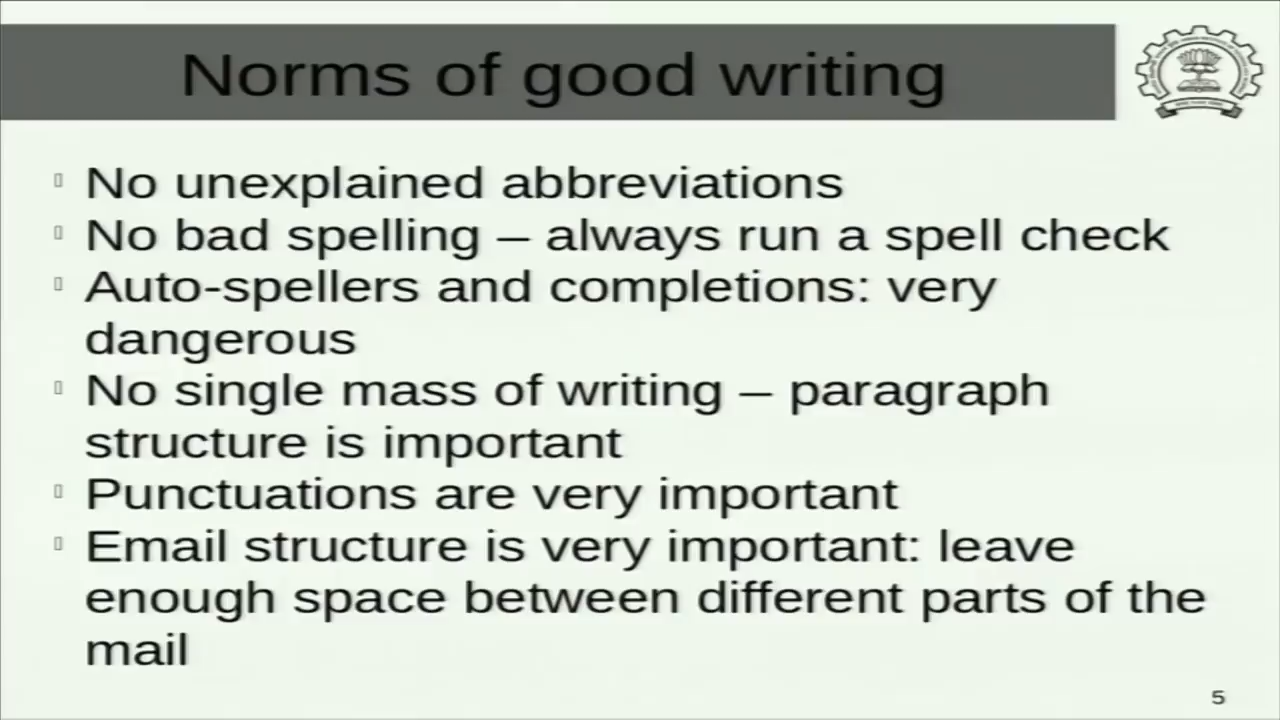 Norms of good writing
No unexplained abbreviations
No bad spelling – always run a spell check
Auto-spellers and completions: very
dangerous
No single mass of writing – paragraph
structure is important
Punctuations are very important
Email structure is very important: leave
enough space between different parts of the
mail
5